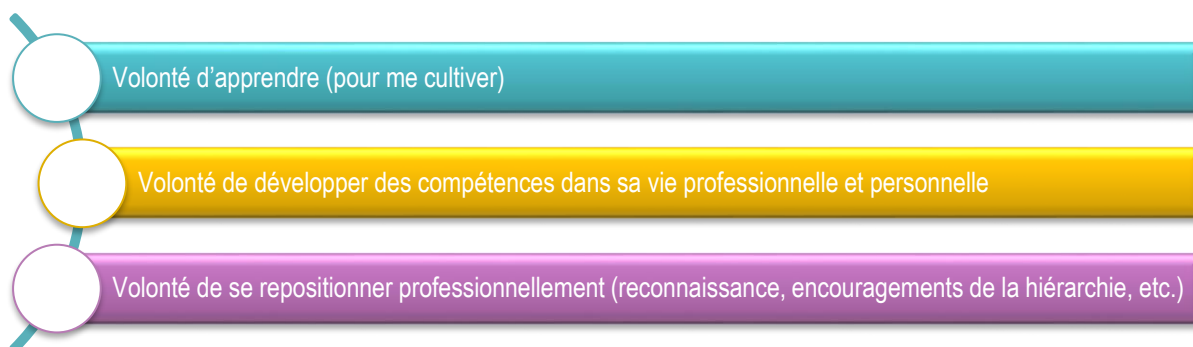 Volonté d’apprendre (pour me cultiver)
Volonté de développer des compétences dans sa vie professionnelle et personnelle
Volonté de se repositionner professionnellement (reconnaissance, encouragements de la hiérarchie, etc.)